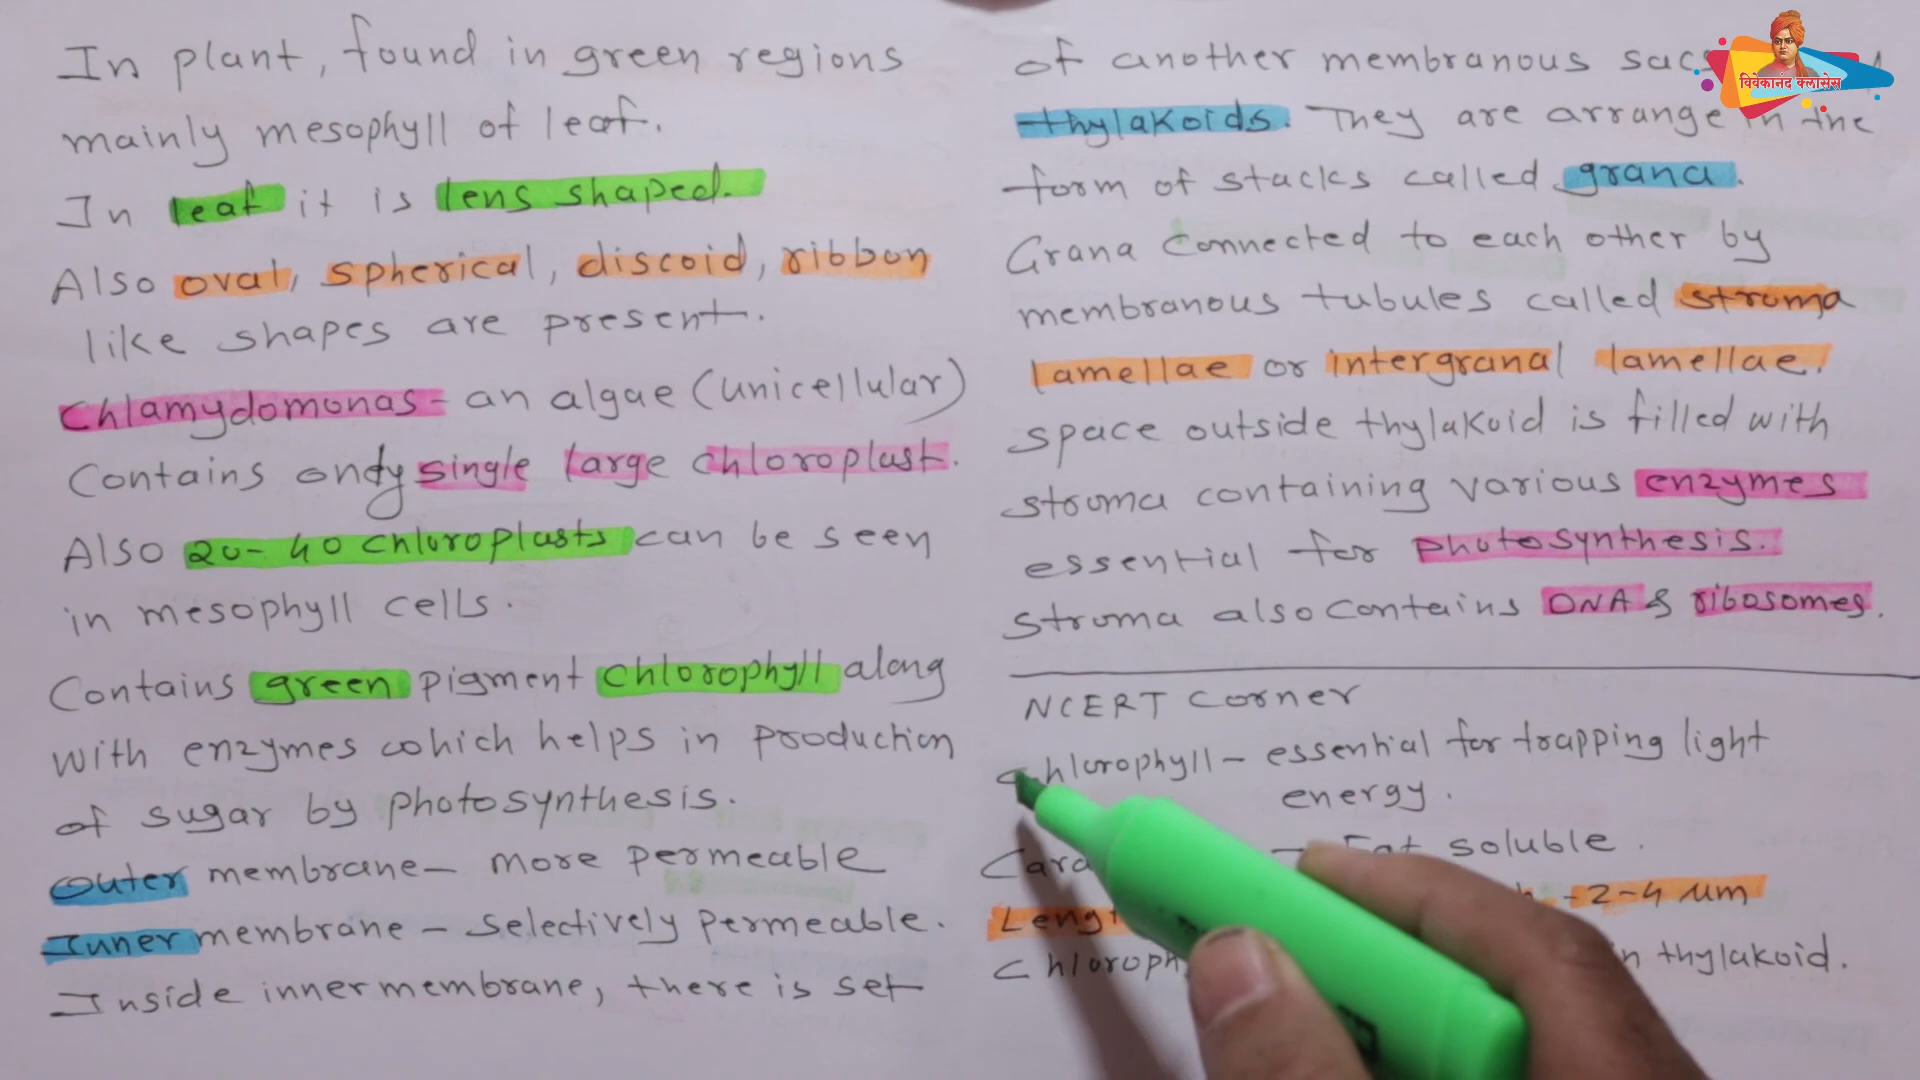 In plant, found in green regions
mainly mesophyll of leaf.
In leaf it is lens shaped.
Also oval, spherical, discoid, ribbon
like shapes are present.
Chlamydomonas - an algae (unicellular)
Contains only single large chloroplast.
Also 20-40 chloroplasts can be seen
in mesophyll cells.
Contains green pigment chlorophyll along
with enzymes which helps in production
of sugar by photosynthesis.
Outer membrane - more permeable
Inner membrane - selectively permeable.
Inside inner membrane, there is set
of another membranous sacs
thylakoids. They are arrange in the
form of stacks called grana.
Grana connected to each other by
membranous tubules called stroma
lamellae or intergranal lamellae.
space outside thylakoid is filled with
stroma containing various enzymes
essential for photosynthesis.
stroma also contains DNA & ribosomes.
NCERT Corner
Chlorophyll - essential for trapping light
energy.
soluble.
- 2-4 µm
in thylakoid.
विवेकानंद क्लासेस